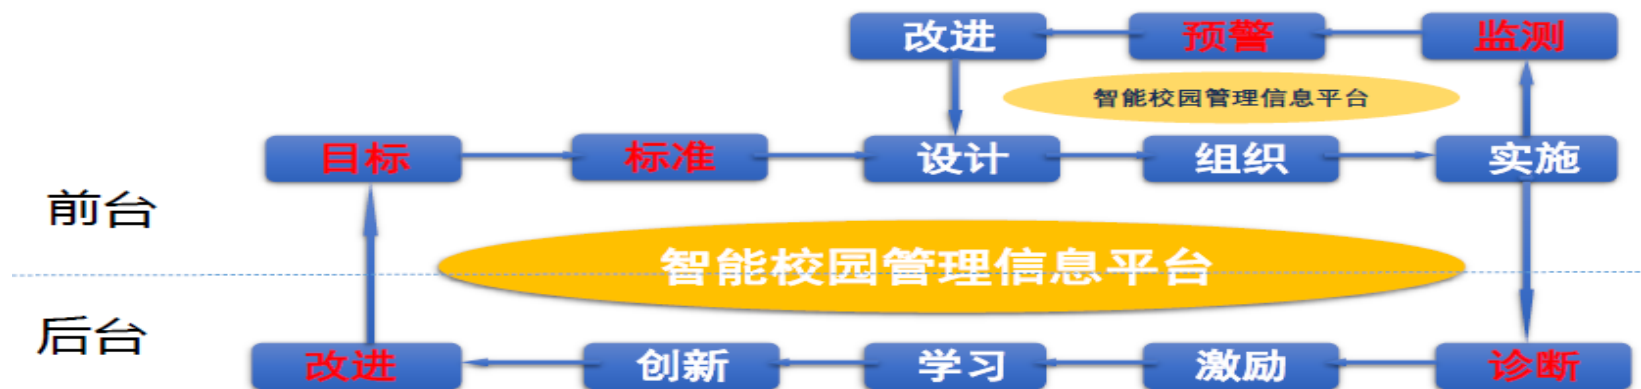 改进 预警 监测
智能校园管理信息平台
目标 标准 设计 组织 实施
前台
智能校园管理信息平台
后台
改进 创新 学习 激励 诊断